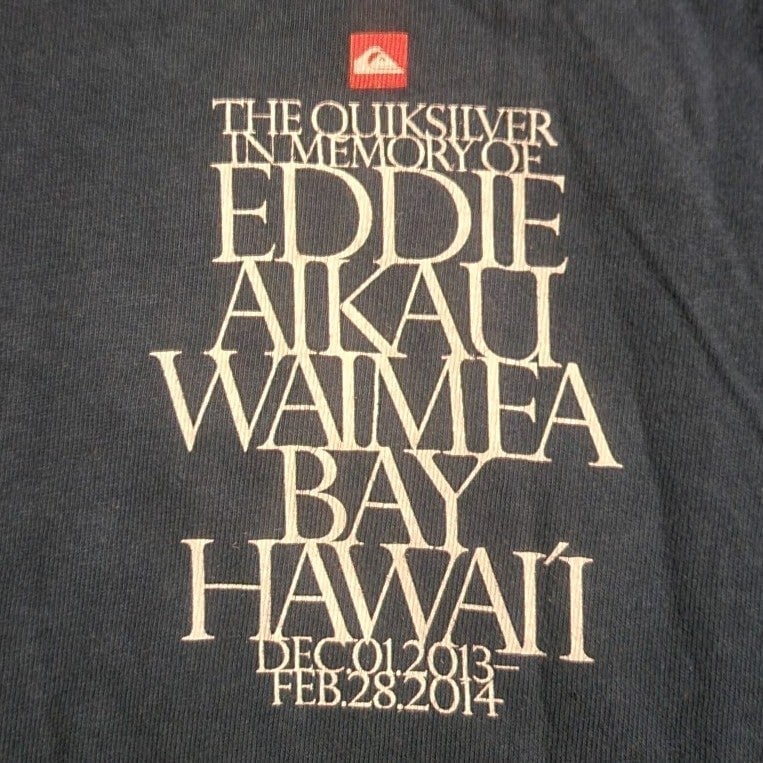 THE QUIKSILVER
IN MEMORY OF
EDDIE
AIKAU
WAIMEA
BAY
HAWAI'I
DEC.01.2013–
FEB.28.2014